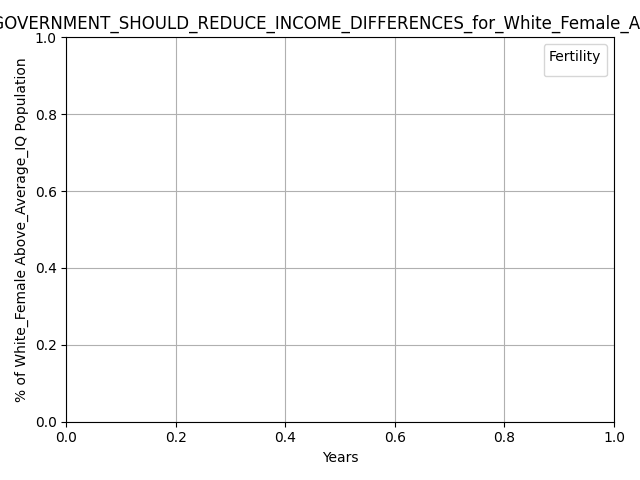 GOVERNMENT_SHOULD_REDUCE_INCOME_DIFFERENCES_for_White_Female_A
Fertility
1.0
0.8
0.6
0.4
0.2
0.0
% of White_Female Above_Average_IQ Population
0.0 0.2 0.4 0.6 0.8 1.0
Years